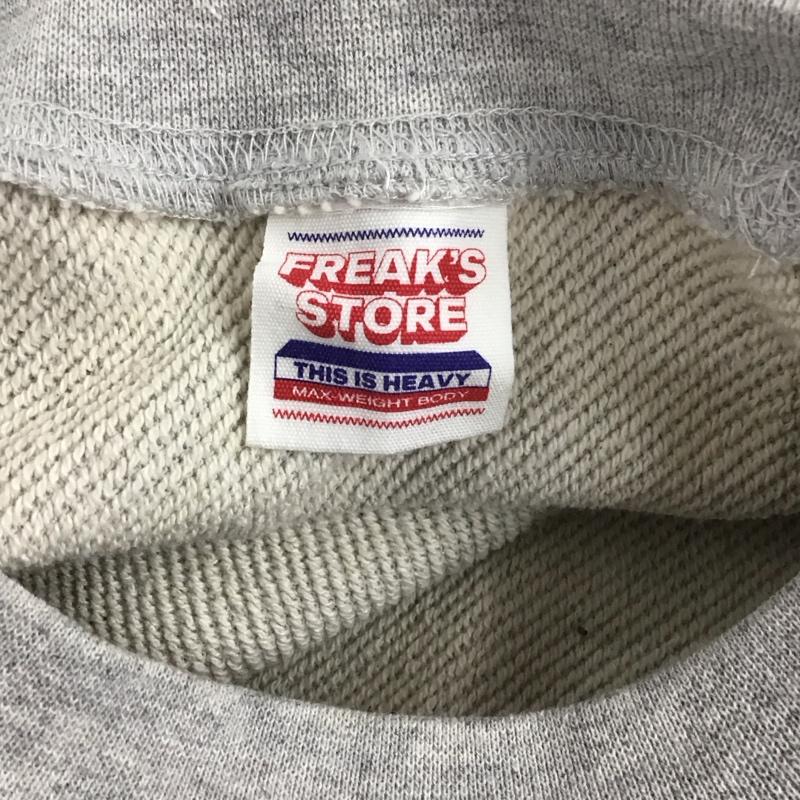 FREAK'S
STORE
THIS IS HEAVY
MAX-WEIGHT BODY